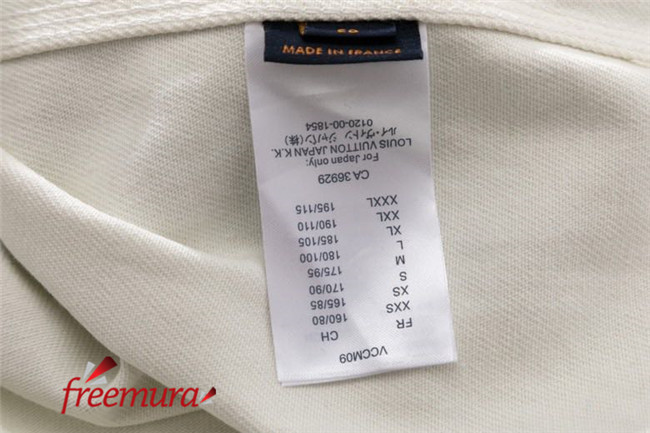 MADE IN FRANCE
VCCM09
FR CH
XXS 160/80
XS 165/85
S 170/90
M 175/95
L 180/100
XL 185/105
XXL 190/110
XXXL 195/115
CA 36929
For Japan only:
LOUIS VUITTON JAPAN K.K.
ルイ・ヴィトン ジャパン(株)
0120-00-1854
freemura